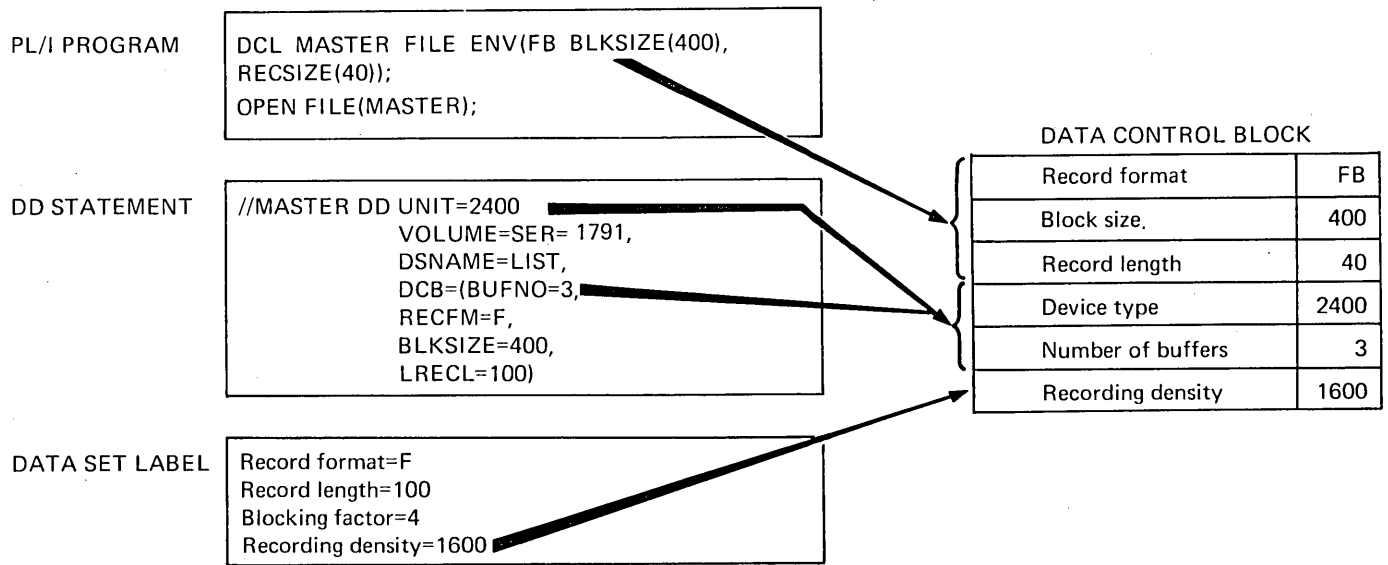 PL/I PROGRAM
DCL MASTER FILE ENV(FB BLKSIZE(400),
RECSIZE(40));
OPEN FILE(MASTER);
DD STATEMENT
//MASTER DD UNIT=2400
VOLUME=SER= 1791,
DSNAME=LIST,
DCB=(BUFNO=3,
RECFM=F,
BLKSIZE=400,
LRECL=100)
DATA SET LABEL
Record format=F
Record length=100
Blocking factor=4
Recording density=1600
DATA CONTROL BLOCK
Record format FB
Block size. 400
Record length 40
Device type 2400
Number of buffers 3
Recording density 1600